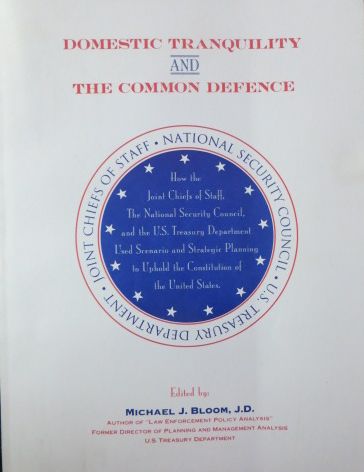 DOMESTIC TRANQUILITY
AND
THE COMMON DEFENCE
JOINT CHIEFS OF STAFF • NATIONAL SECURITY COUNCIL • U.S. TREASURY DEPARTMENT •
How the
Joint Chiefs of Staff,
The National Security Council,
and the U.S. Treasury Department
Used Scenario and Strategic Planning
to Uphold the Constitution of
the United States.
Edited by:
MICHAEL J. BLOOM, J.D.
AUTHOR OF "LAW ENFORCEMENT POLICY ANALYSIS"
FORMER DIRECTOR OF PLANNING AND MANAGEMENT ANALYSIS
U.S. TREASURY DEPARTMENT